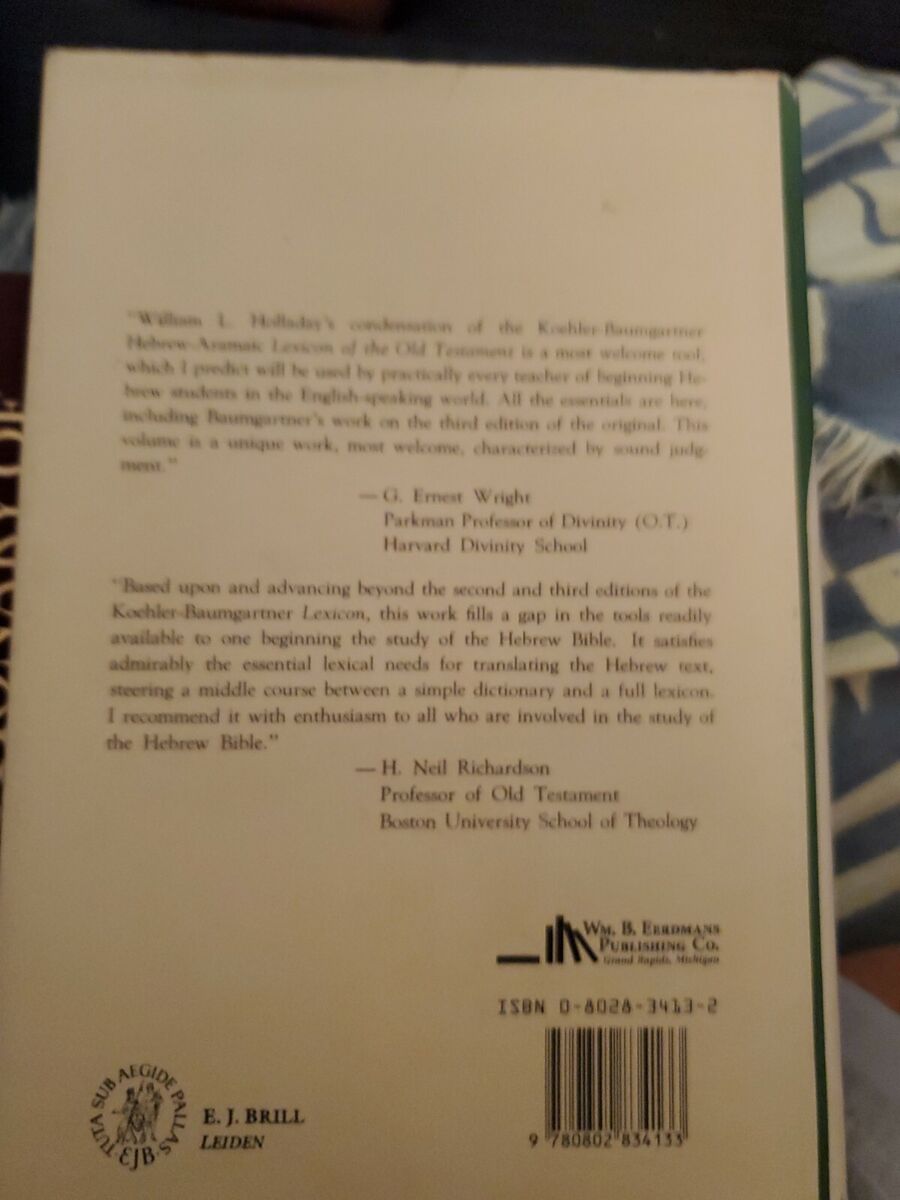 "William L. Holladay's condensation of the Koehler-Baumgartner
Hebrew-Aramaic Lexicon of the Old Testament is a most welcome tool,
which I predict will be used by practically every teacher of beginning He-
brew students in the English-speaking world. All the essentials are here,
including Baumgartner's work on the third edition of the original. This
volume is a unique work, most welcome, characterized by sound judg-
ment."
— G. Ernest Wright
Parkman Professor of Divinity (O.T.)
Harvard Divinity School
"Based upon and advancing beyond the second and third editions of the
Koehler-Baumgartner Lexicon, this work fills a gap in the tools readily
available to one beginning the study of the Hebrew Bible. It satisfies
admirably the essential lexical needs for translating the Hebrew text,
steering a middle course between a simple dictionary and a full lexicon.
I recommend it with enthusiasm to all who are involved in the study of
the Hebrew Bible."
— H. Neil Richardson
Professor of Old Testament
Boston University School of Theology
WM. B. EERDMANS
PUBLISHING CO.
Grand Rapids, Michigan
ISBN 0-8028-3413-2
9 780802 834133
TUTA SUB AEGIDE PALLAS
EJB
E. J. BRILL
LEIDEN